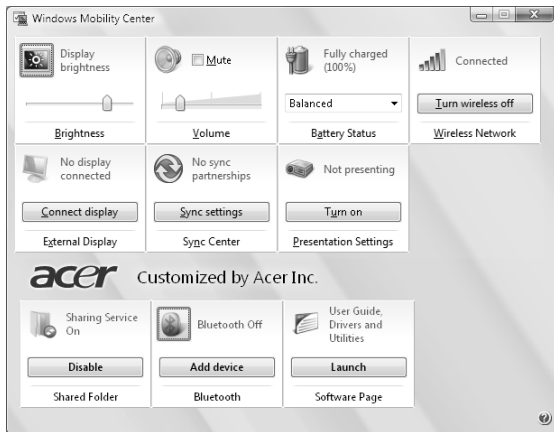 Windows Mobility Center
Display
brightness
Brightness
Mute
Volume
Fully charged
(100%)
Balanced
Battery Status
Connected
Turn wireless off
Wireless Network
No display
connected
Connect display
External Display
No sync
partnerships
Sync settings
Sync Center
Not presenting
Turn on
Presentation Settings
acer Customized by Acer Inc.
Sharing Service
On
Disable
Shared Folder
Bluetooth Off
Add device
Bluetooth
User Guide,
Drivers and
Utilities
Launch
Software Page